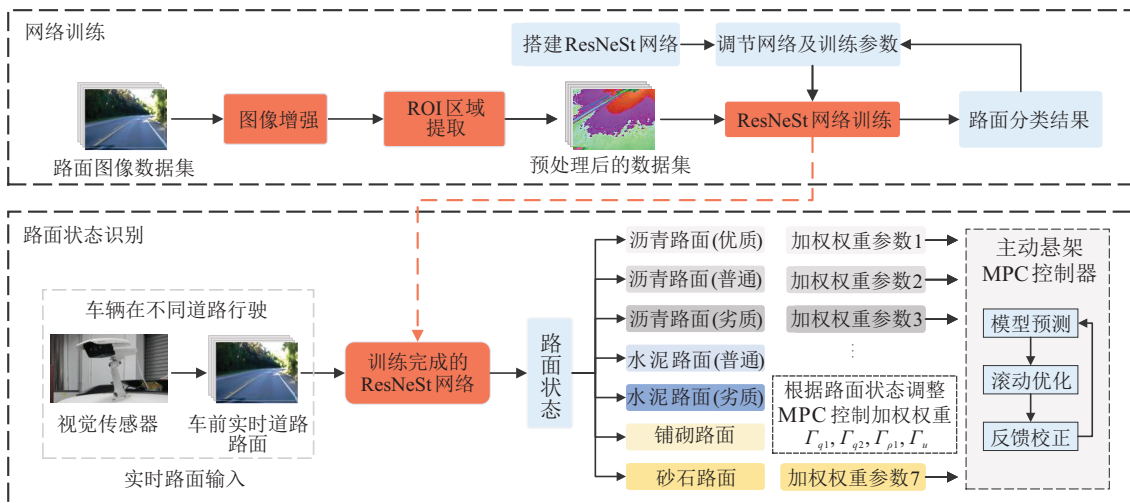 网络训练
搭建ResNeSt网络
调节网络及训练参数
图像增强
ROI区域
提取
ResNeSt网络训练
路面分类结果
路面图像数据集
预处理后的数据集
路面状态识别
车辆在不同道路行驶
视觉传感器
车前实时道路
路面
实时路面输入
训练完成的
ResNeSt网络
路面状态
沥青路面(优质)
加权权重参数1
沥青路面(普通)
加权权重参数2
沥青路面(劣质)
加权权重参数3
⋮
水泥路面(普通)
水泥路面(劣质)
铺砌路面
砂石路面
加权权重参数7
根据路面状态调整
MPC控制加权权重
Γq1, Γq2, Γρ1, Γu
主动悬架
MPC控制器
模型预测
滚动优化
反馈校正